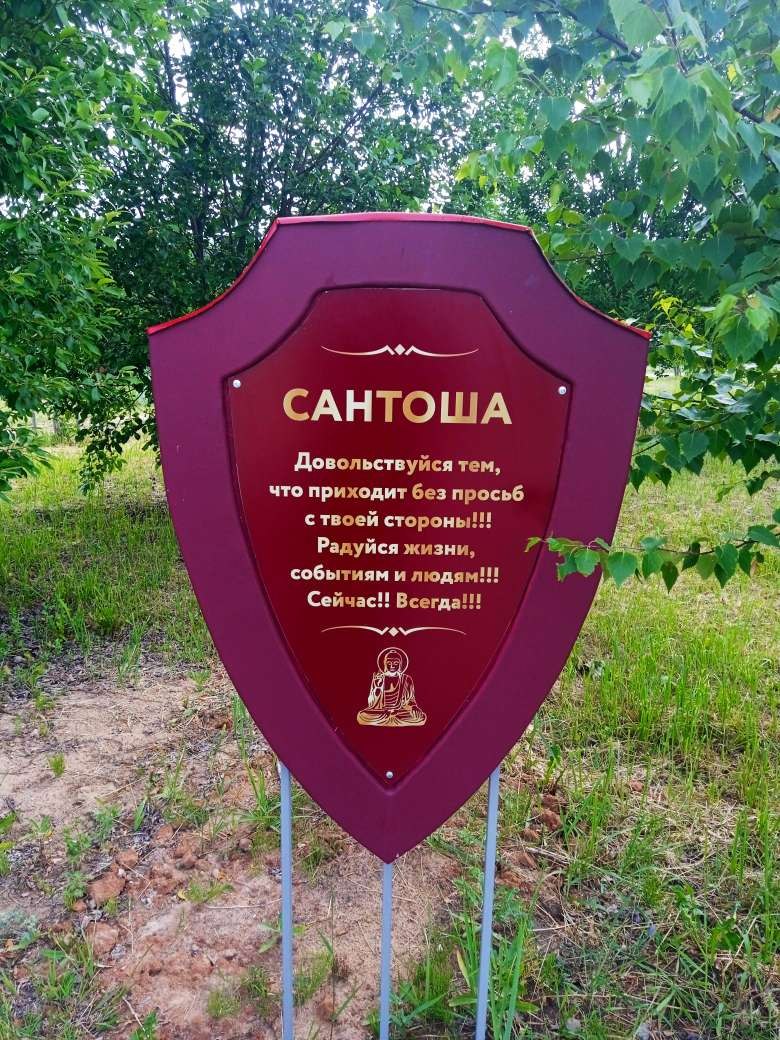 САНТОША
Довольствуйся тем,
что приходит без просьб
с твоей стороны!!!
Радуйся жизни,
событиям и людям!!!
Сейчас!! Всегда!!!